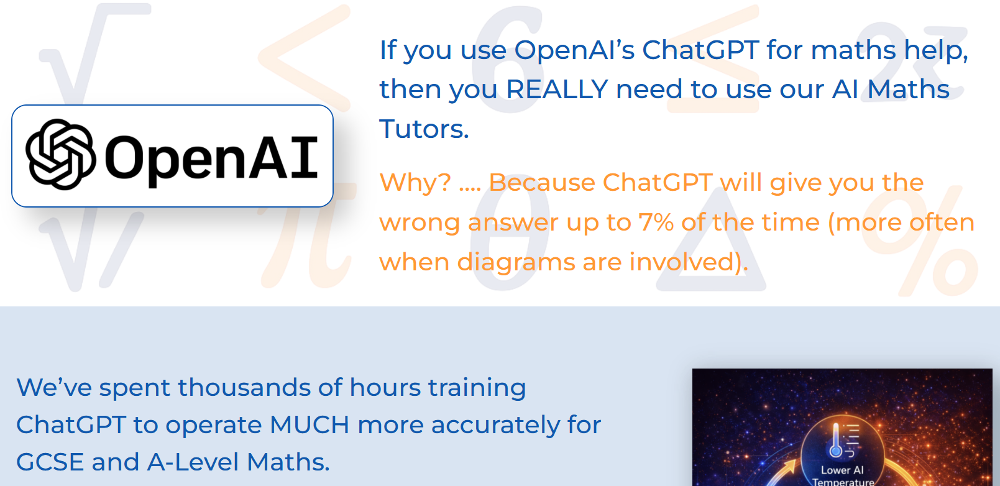 If you use OpenAI’s ChatGPT for maths help,
then you REALLY need to use our AI Maths
Tutors.
OpenAI
Why? .... Because ChatGPT will give you the
wrong answer up to 7% of the time (more often
when diagrams are involved).
We’ve spent thousands of hours training
ChatGPT to operate MUCH more accurately for
GCSE and A-Level Maths.
Lower AI
Temperature